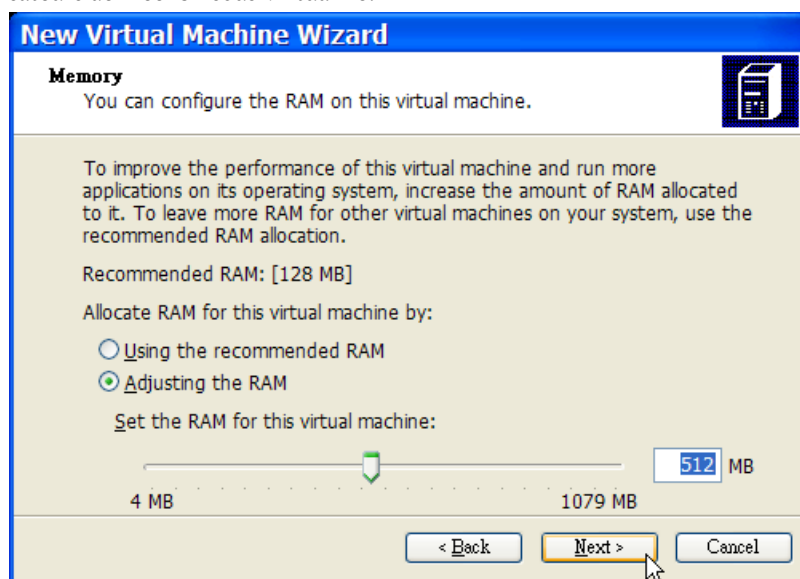 New Virtual Machine Wizard
Memory
You can configure the RAM on this virtual machine.
To improve the performance of this virtual machine and run more
applications on its operating system, increase the amount of RAM allocated
to it. To leave more RAM for other virtual machines on your system, use the
recommended RAM allocation.
Recommended RAM: [128 MB]
Allocate RAM for this virtual machine by:
Using the recommended RAM
Adjusting the RAM
Set the RAM for this virtual machine:
512 MB
4 MB 1079 MB
< Back Next > Cancel